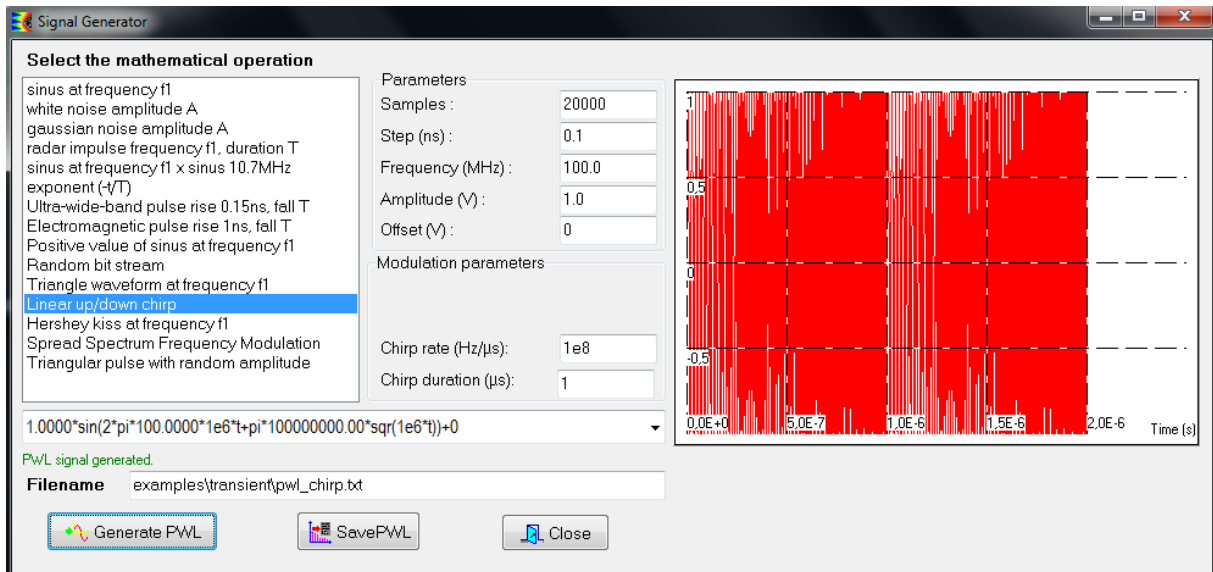 Signal Generator
Select the mathematical operation
sinus at frequency f1
white noise amplitude A
gaussian noise amplitude A
radar impulse frequency f1, duration T
sinus at frequency f1 x sinus 10.7MHz
exponent (-t/T)
Ultra-wide-band pulse rise 0.15ns, fall T
Electromagnetic pulse rise 1ns, fall T
Positive value of sinus at frequency f1
Random bit stream
Triangle waveform at frequency f1
Linear up/down chirp
Hershey kiss at frequency f1
Spread Spectrum Frequency Modulation
Triangular pulse with random amplitude
Parameters
Samples : 20000
Step (ns) : 0.1
Frequency (MHz) : 100.0
Amplitude (V) : 1.0
Offset (V) : 0
Modulation parameters
Chirp rate (Hz/µs): 1e8
Chirp duration (µs): 1
1
0,5
0
-0,5
0,0E+0 5,0E-7 1,0E-6 1,5E-6 2,0E-6 Time (s)
1.0000*sin(2*pi*100.0000*1e6*t+pi*100000000.00*sqr(1e6*t))+0
PWL signal generated.
Filename examples\transient\pwl_chirp.txt
Generate PWL SavePWL Close